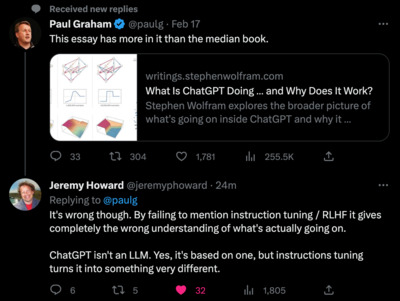 Received new replies
Paul Graham @paulg · Feb 17
This essay has more in it than the median book.
writings.stephenwolfram.com
What Is ChatGPT Doing ... and Why Does It Work?
Stephen Wolfram explores the broader picture of
what's going on inside ChatGPT and why it ...
33 304 1,781 255.5K
Jeremy Howard @jeremyphoward · 24m
Replying to @paulg
It's wrong though. By failing to mention instruction tuning / RLHF it gives
completely the wrong understanding of what's actually going on.
ChatGPT isn't an LLM. Yes, it's based on one, but instructions tuning
turns it into something very different.
6 5 32 1,805